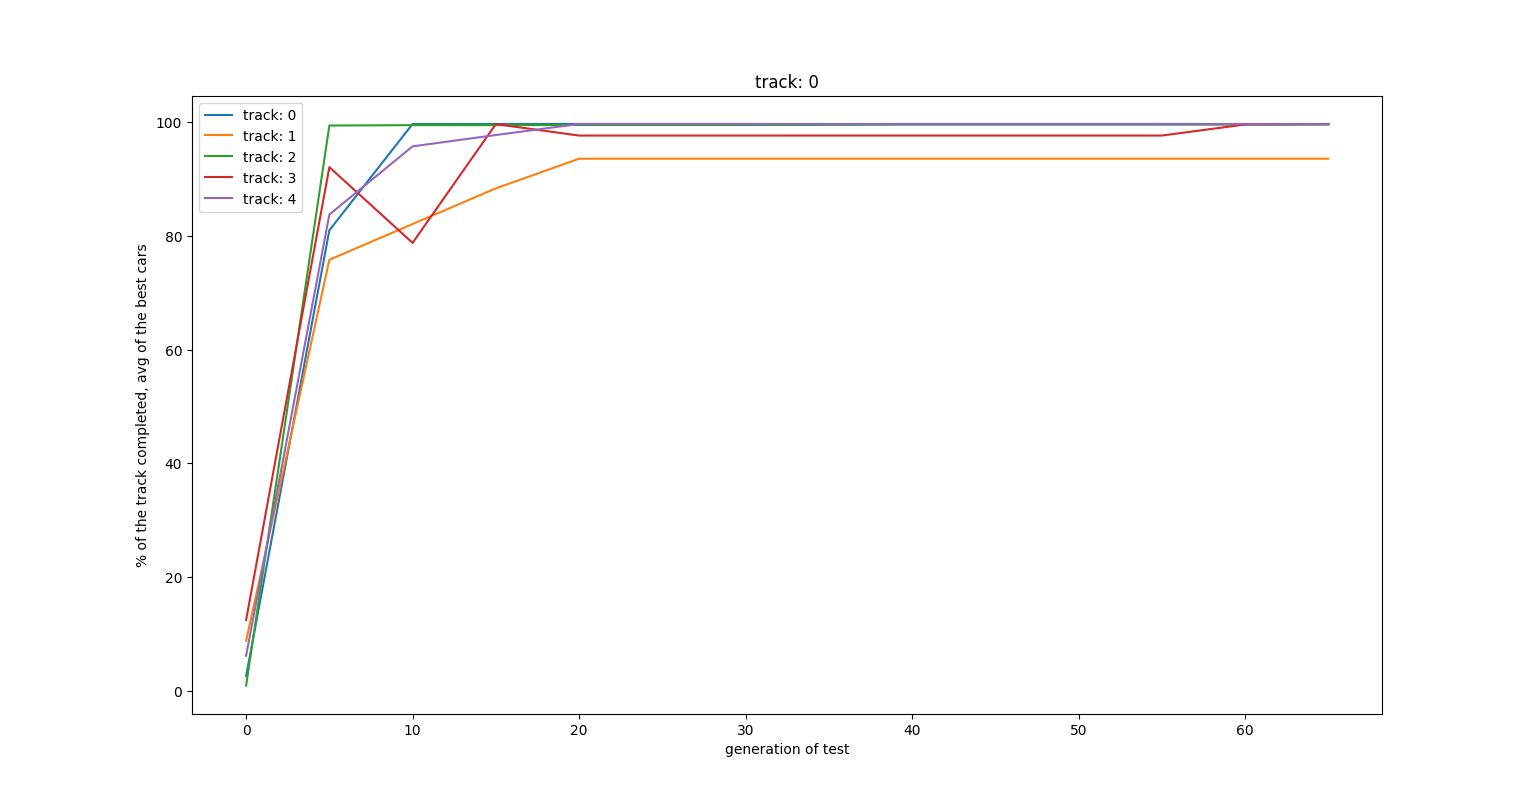 track: 0
track: 0
track: 1
track: 2
track: 3
track: 4
100
80
60
40
20
0
% of the track completed, avg of the best cars
0 10 20 30 40 50 60
generation of test